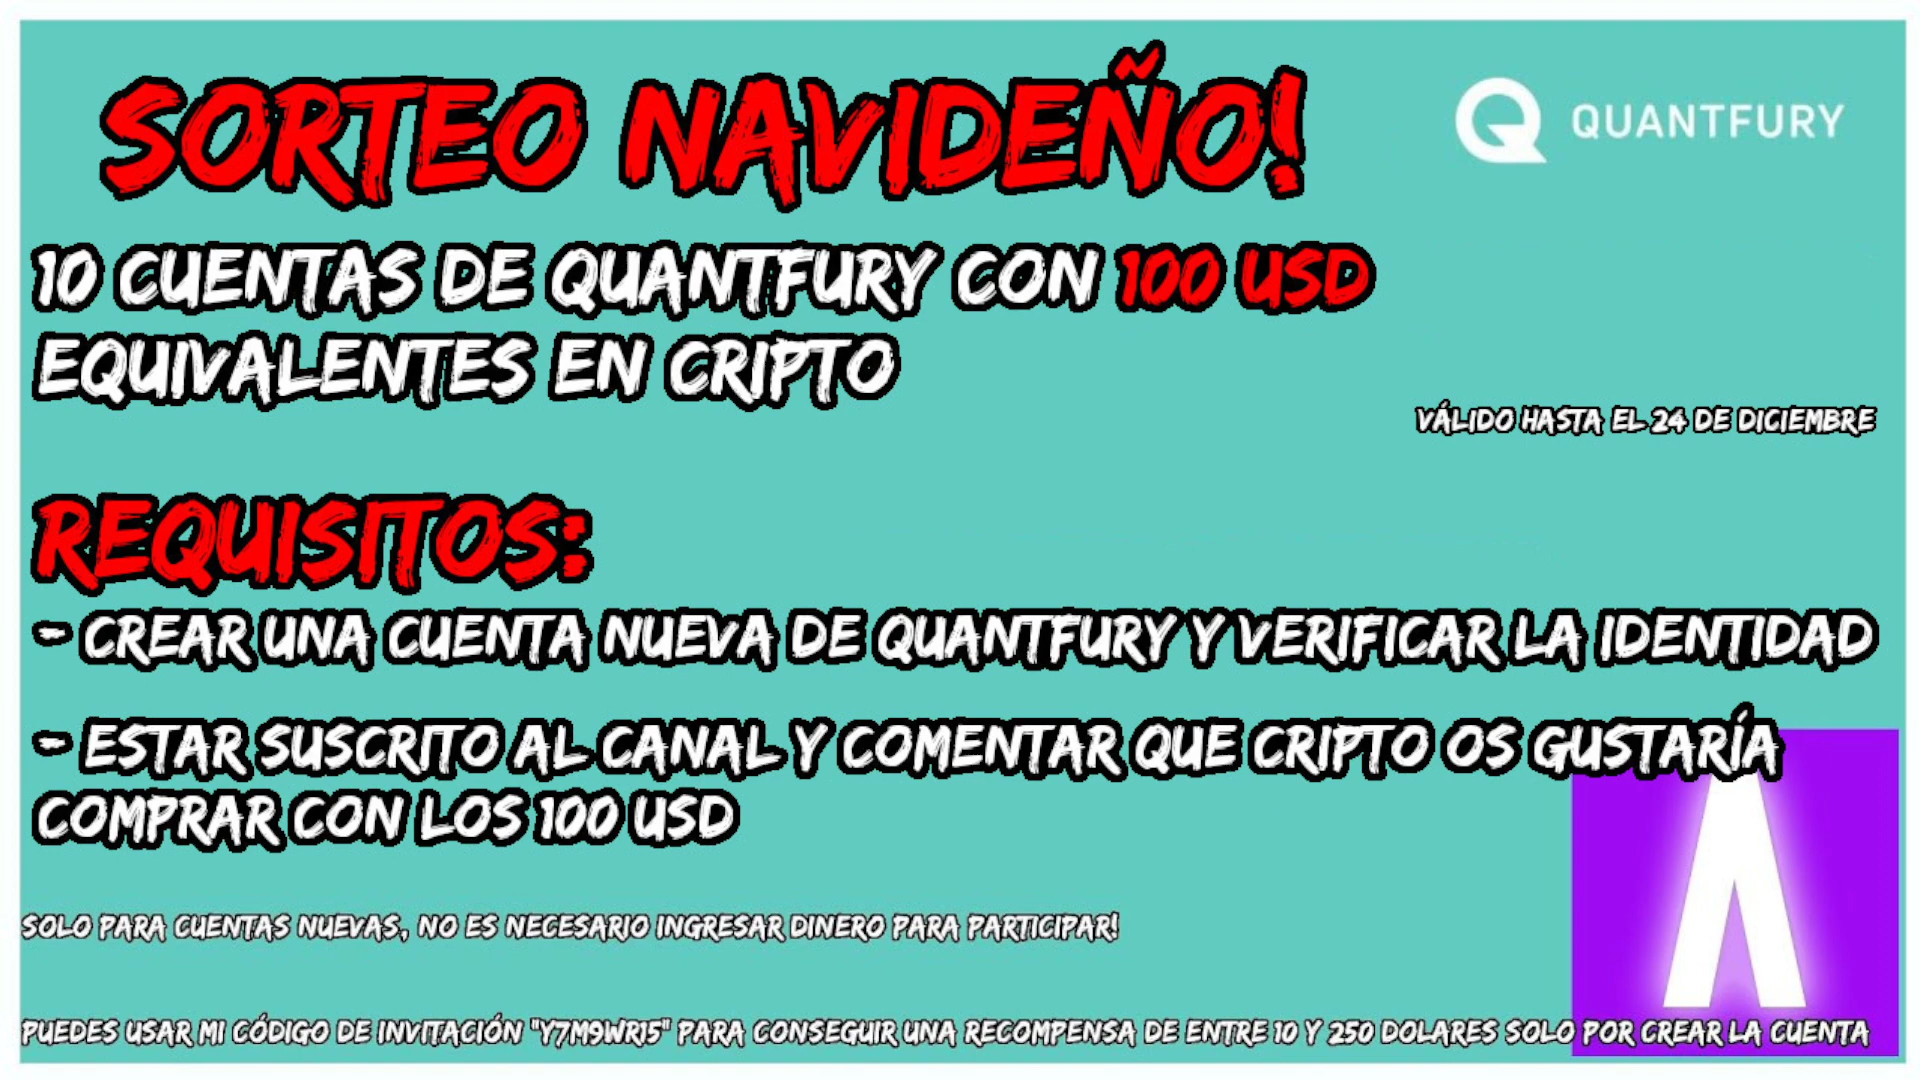 SORTEO NAVIDEÑO!
QUANTFURY
10 CUENTAS DE QUANTFURY CON 100 USD
EQUIVALENTES EN CRIPTO
VÁLIDO HASTA EL 24 DE DICIEMBRE
REQUISITOS:
- CREAR UNA CUENTA NUEVA DE QUANTFURY Y VERIFICAR LA IDENTIDAD
- ESTAR SUSCRITO AL CANAL Y COMENTAR QUE CRIPTO OS GUSTARÍA
COMPRAR CON LOS 100 USD
SOLO PARA CUENTAS NUEVAS, NO ES NECESARIO INGRESAR DINERO PARA PARTICIPAR!
PUEDES USAR MI CÓDIGO DE INVITACIÓN "Y7M9WR15" PARA CONSEGUIR UNA RECOMPENSA DE ENTRE 10 Y 250 DOLARES SOLO POR CREAR LA CUENTA